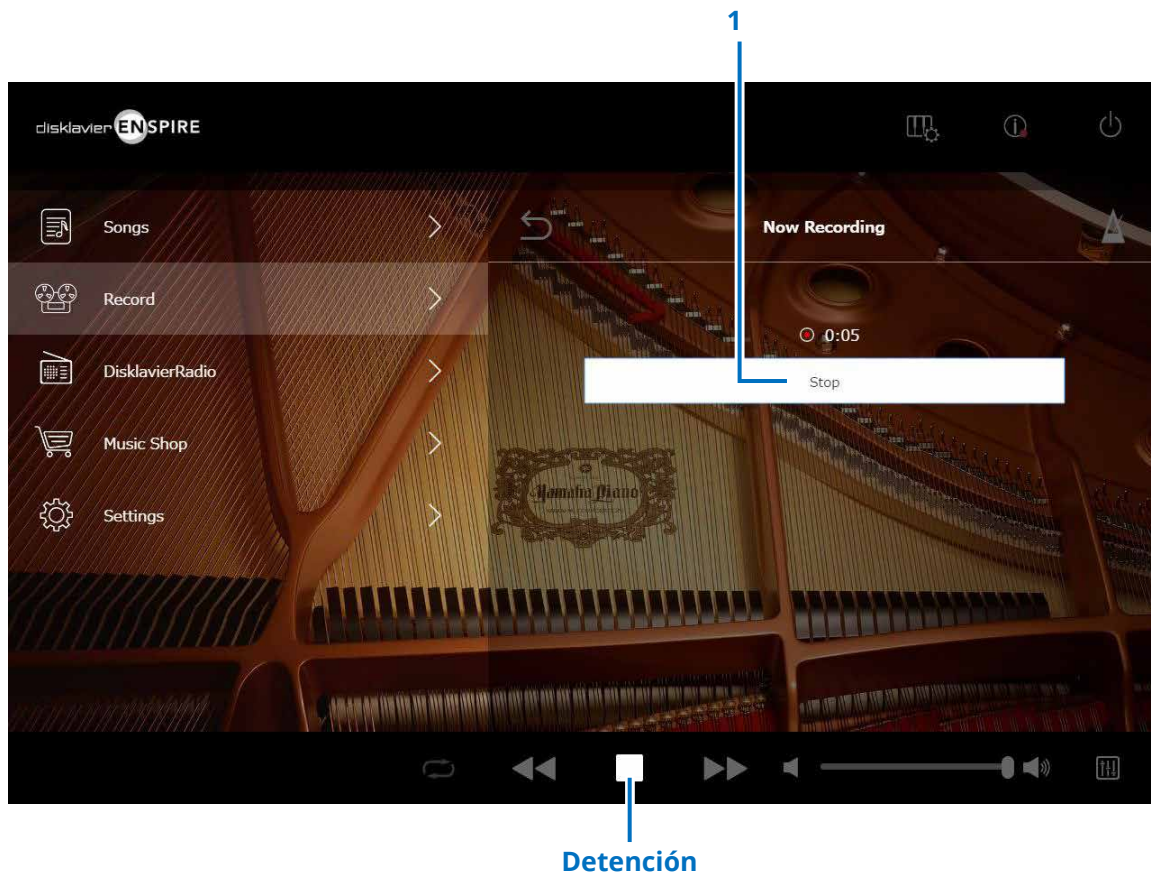 1
disklavier ENSPIRE
Songs
Now Recording
Record
0:05
DisklavierRadio
Stop
Music Shop
Yamaha Piano
Settings
Detención